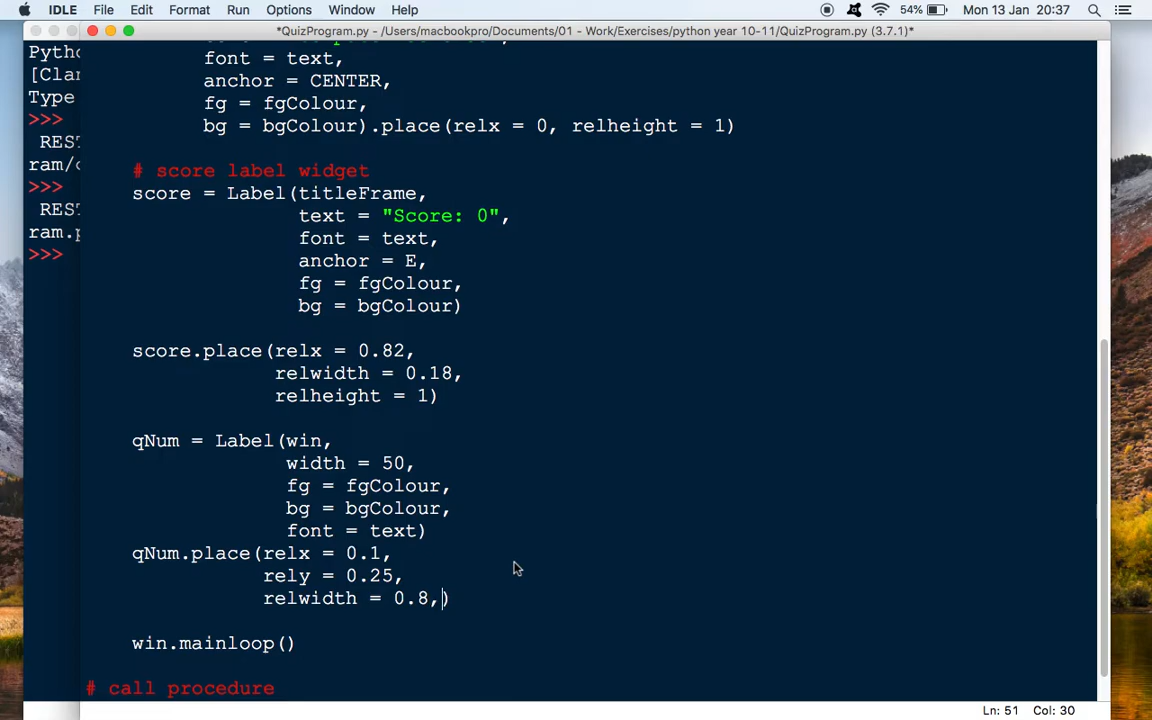 IDLE File Edit Format Run Options Window Help 54% Mon 13 Jan 20:37
*QuizProgram.py - /Users/macbookpro/Documents/01 - Work/Exercises/python year 10-11/QuizProgram.py (3.7.1)*
Pytho
[Clar
Type
>>>
REST
ram/c
>>>
REST
ram.p
>>>
font = text,
anchor = CENTER,
fg = fgColour,
bg = bgColour).place(relx = 0, relheight = 1)
# score label widget
score = Label(titleFrame,
text = "Score: 0",
font = text,
anchor = E,
fg = fgColour,
bg = bgColour)
score.place(relx = 0.82,
relwidth = 0.18,
relheight = 1)
qNum = Label(win,
width = 50,
fg = fgColour,
bg = bgColour,
font = text)
qNum.place(relx = 0.1,
rely = 0.25,
relwidth = 0.8,)
win.mainloop()
# call procedure
Ln: 51 Col: 30